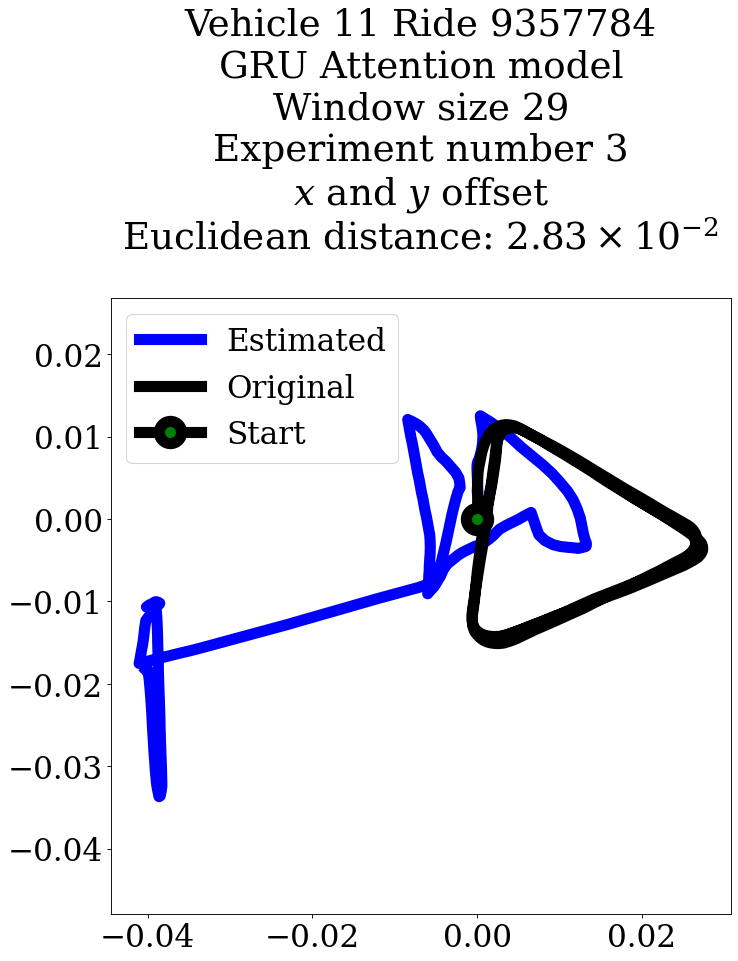 Vehicle 11 Ride 9357784
GRU Attention model
Window size 29
Experiment number 3
x and y offset
Euclidean distance: 2.83 × 10⁻²
Estimated
Original
Start
0.02
0.01
0.00
−0.01
−0.02
−0.03
−0.04
−0.04 −0.02 0.00 0.02